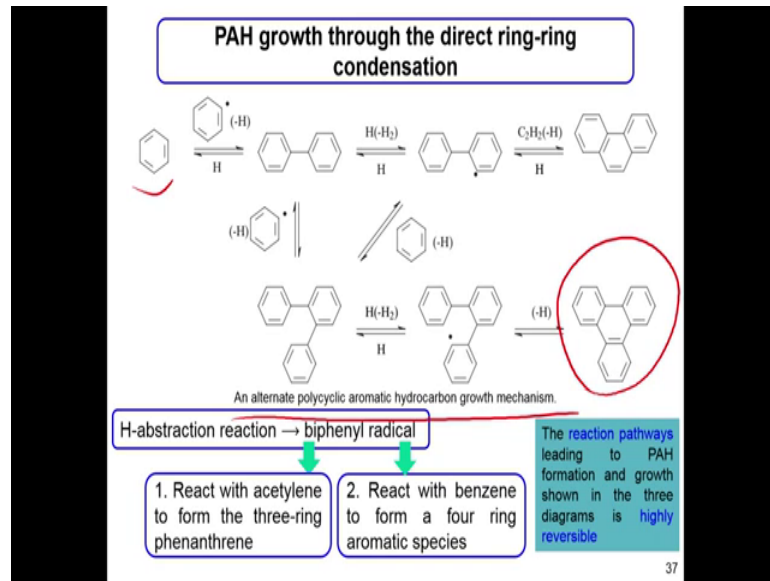 PAH growth through the direct ring-ring
condensation
(-H)
H
H(-H₂)
H
C₂H₂(-H)
H
(-H)
(-H)
H(-H₂)
H
(-H)
An alternate polycyclic aromatic hydrocarbon growth mechanism.
H-abstraction reaction → biphenyl radical
1. React with acetylene
to form the three-ring
phenanthrene
2. React with benzene
to form a four ring
aromatic species
The reaction pathways
leading to PAH
formation and growth
shown in the three
diagrams is highly
reversible
37